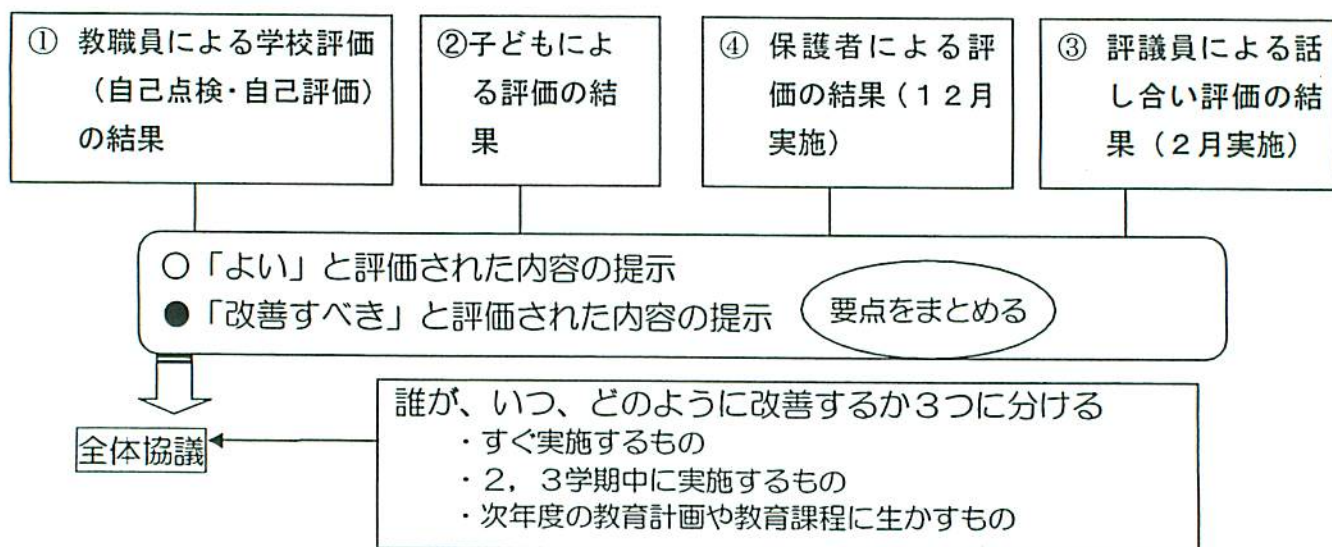 ① 教職員による学校評価
(自己点検・自己評価)
の結果
②子どもによ
る評価の結
果
④ 保護者による評
価の結果(12月
実施)
③ 評議員による話
し合い評価の結
果(2月実施)
○「よい」と評価された内容の提示
●「改善すべき」と評価された内容の提示
要点をまとめる
誰が、いつ、どのように改善するか3つに分ける
・すぐ実施するもの
・2,3学期中に実施するもの
・次年度の教育計画や教育課程に生かすもの
全体協議